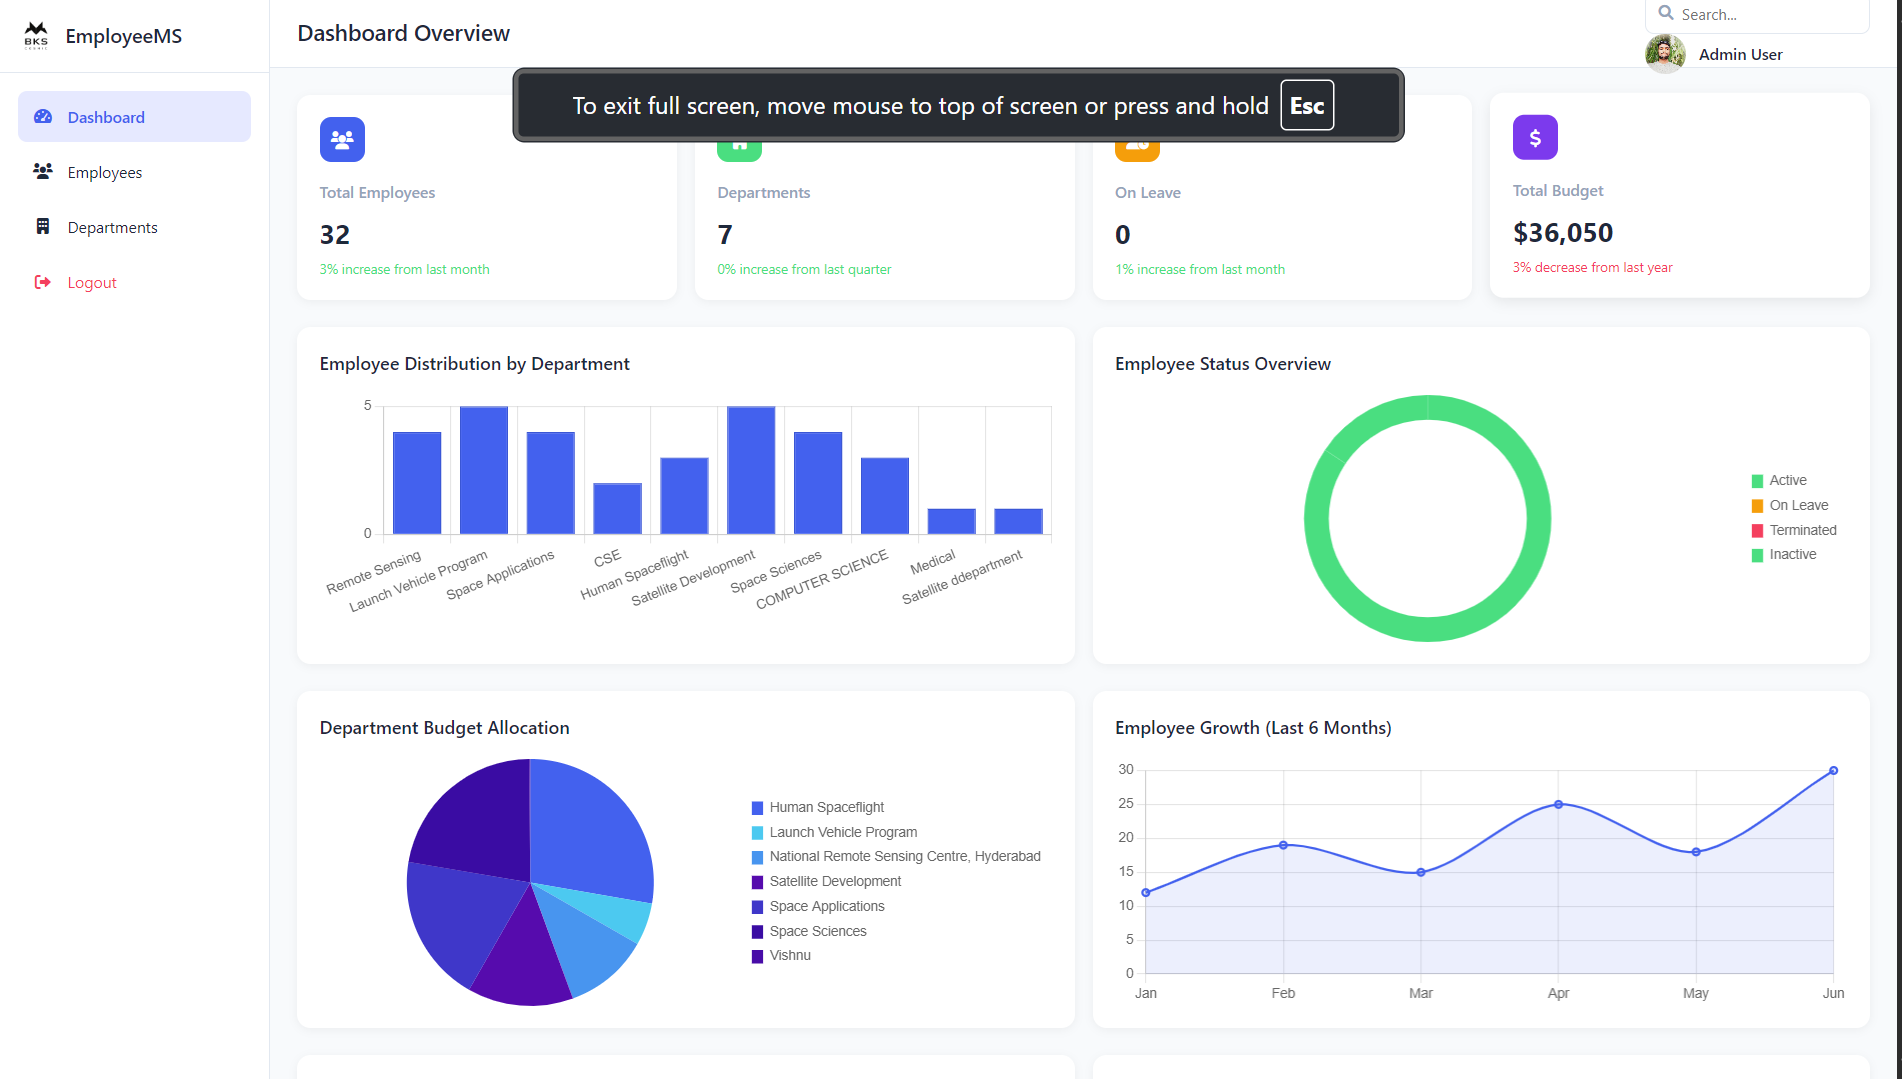 BKS
EmployeeMS
Dashboard
Employees
Departments
Logout
Dashboard Overview
Search...
Admin User
To exit full screen, move mouse to top of screen or press and hold Esc
Total Employees
32
3% increase from last month
Departments
7
0% increase from last quarter
On Leave
0
1% increase from last month
$
Total Budget
$36,050
3% decrease from last year
Employee Distribution by Department
5
0
Remote Sensing
Launch Vehicle Program
Space Applications
CSE
Human Spaceflight
Satellite Development
Space Sciences
COMPUTER SCIENCE
Medical
Satellite ddepartment
Employee Status Overview
Active
On Leave
Terminated
Inactive
Department Budget Allocation
Human Spaceflight
Launch Vehicle Program
National Remote Sensing Centre, Hyderabad
Satellite Development
Space Applications
Space Sciences
Vishnu
Employee Growth (Last 6 Months)
30
25
20
15
10
5
0
Jan Feb Mar Apr May Jun